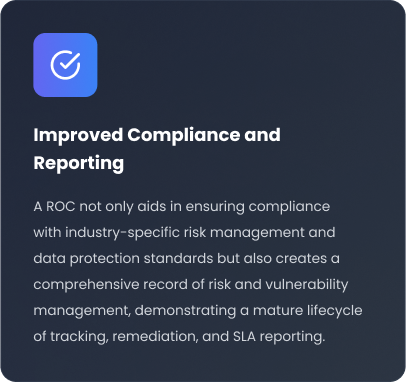 Improved Compliance and
Reporting
A ROC not only aids in ensuring compliance
with industry-specific risk management and
data protection standards but also creates a
comprehensive record of risk and vulnerability
management, demonstrating a mature lifecycle
of tracking, remediation, and SLA reporting.